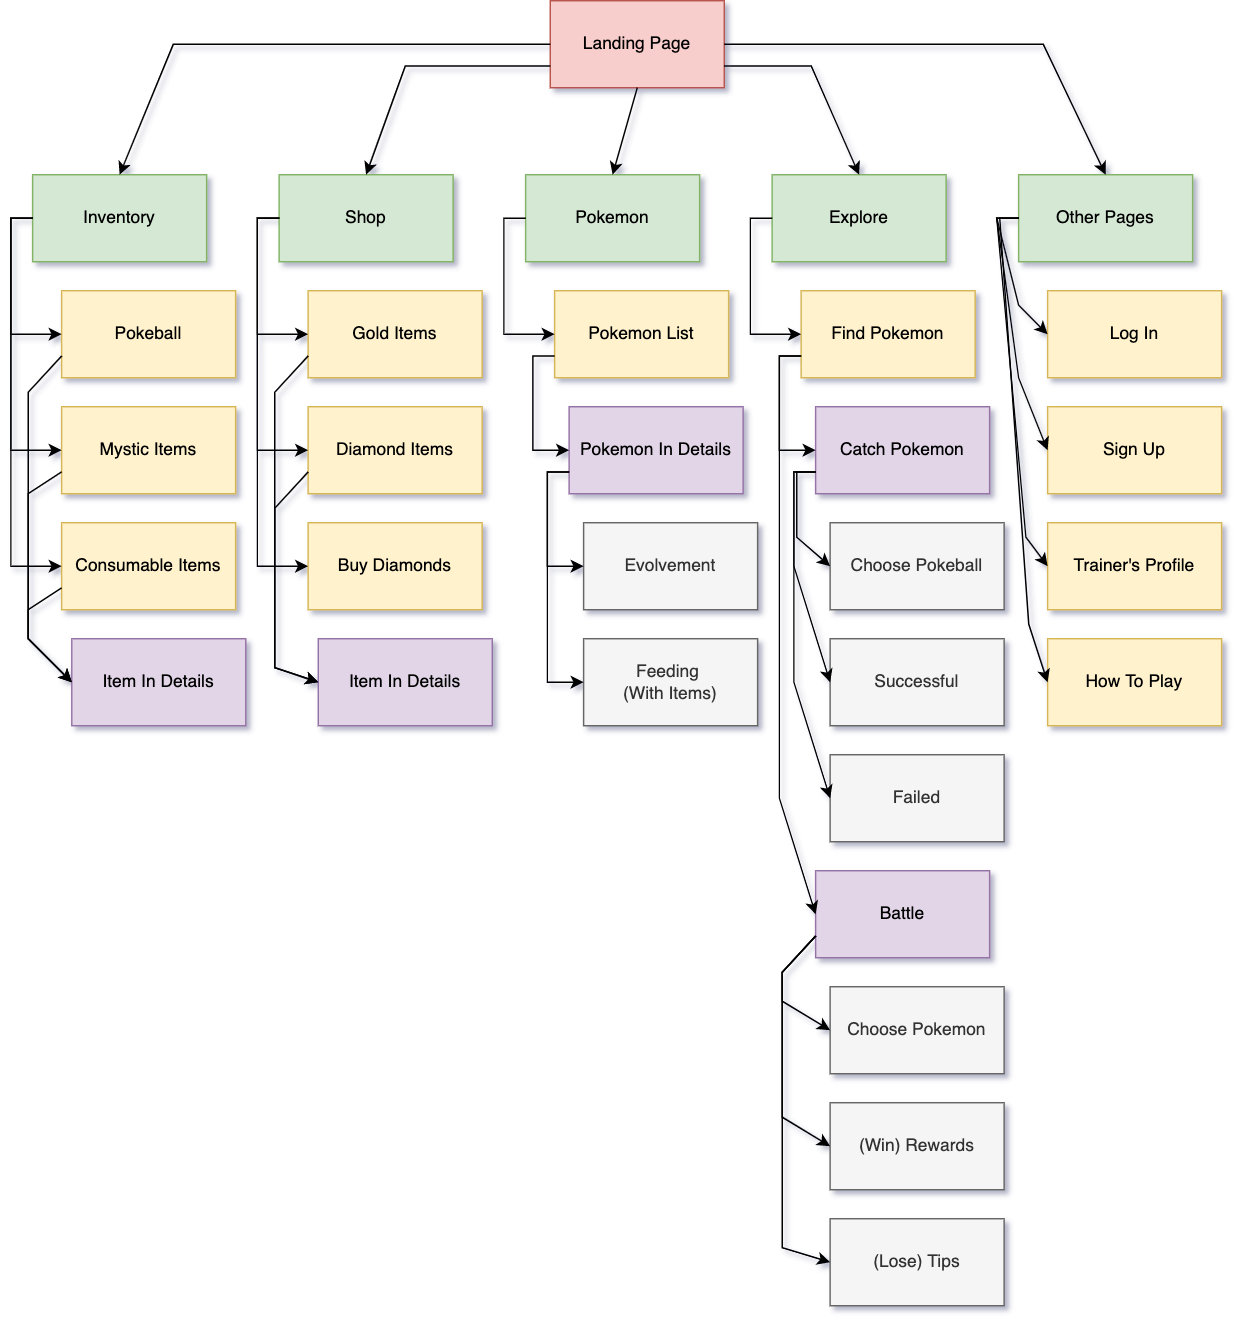 Landing Page
Inventory
Shop
Pokemon
Explore
Other Pages
Pokeball
Gold Items
Pokemon List
Find Pokemon
Log In
Mystic Items
Diamond Items
Pokemon In Details
Catch Pokemon
Sign Up
Consumable Items
Buy Diamonds
Evolvement
Choose Pokeball
Trainer's Profile
Item In Details
Item In Details
Feeding
(With Items)
Successful
How To Play
Failed
Battle
Choose Pokemon
(Win) Rewards
(Lose) Tips